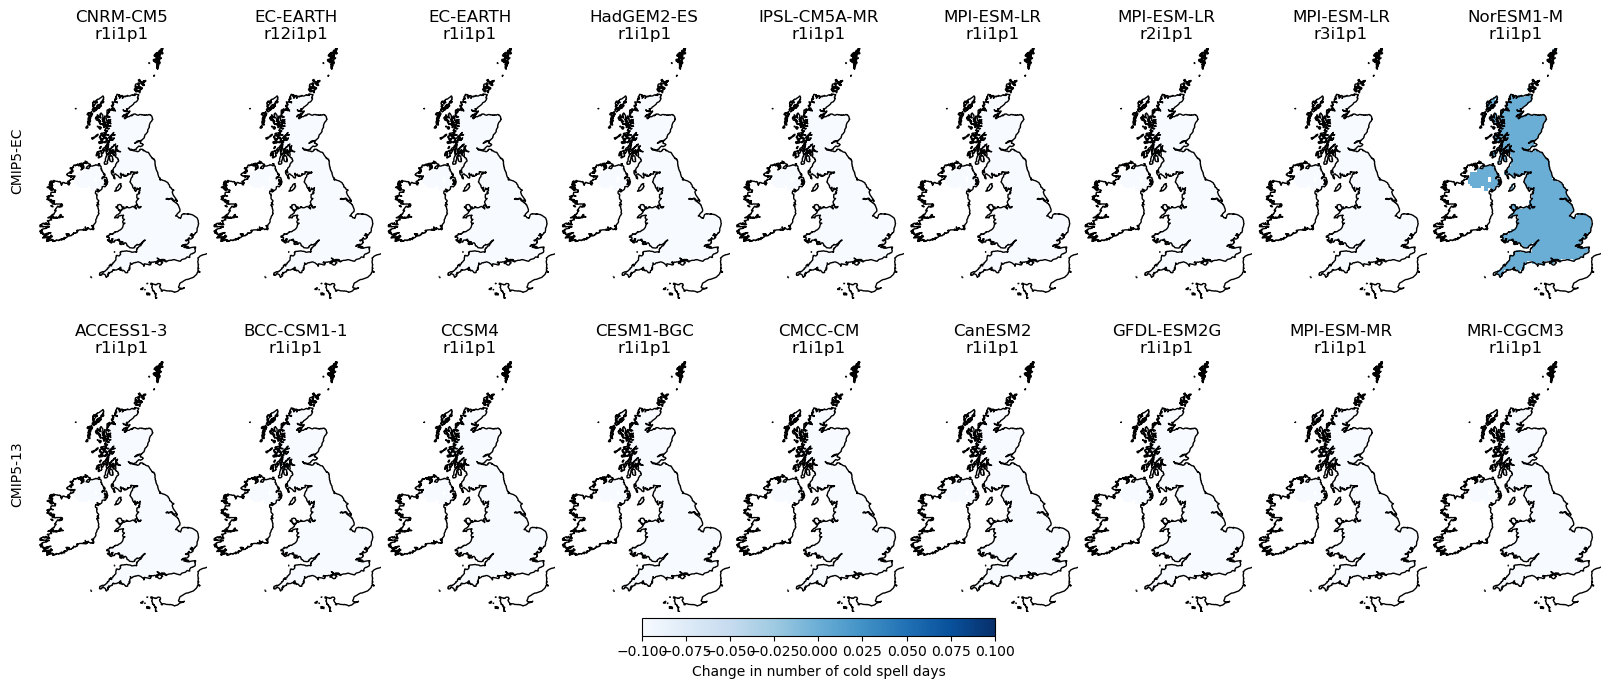 CNRM-CM5
r1i1p1
EC-EARTH
r12i1p1
EC-EARTH
r1i1p1
HadGEM2-ES
r1i1p1
IPSL-CM5A-MR
r1i1p1
MPI-ESM-LR
r1i1p1
MPI-ESM-LR
r2i1p1
MPI-ESM-LR
r3i1p1
NorESM1-M
r1i1p1
CMIP5-EC
ACCESS1-3
r1i1p1
BCC-CSM1-1
r1i1p1
CCSM4
r1i1p1
CESM1-BGC
r1i1p1
CMCC-CM
r1i1p1
CanESM2
r1i1p1
GFDL-ESM2G
r1i1p1
MPI-ESM-MR
r1i1p1
MRI-CGCM3
r1i1p1
CMIP5-13
−0.100 −0.075 −0.050 −0.025 0.000 0.025 0.050 0.075 0.100
Change in number of cold spell days